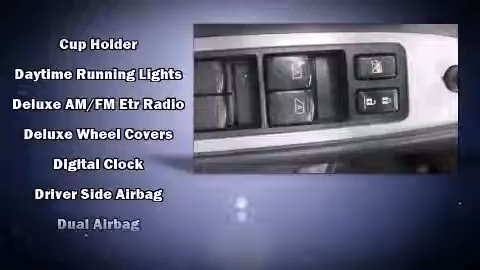 Cup Holder
Daytime Running Lights
Deluxe AM/FM Etr Radio
Deluxe Wheel Covers
Digital Clock
Driver Side Airbag
Dual Airbag